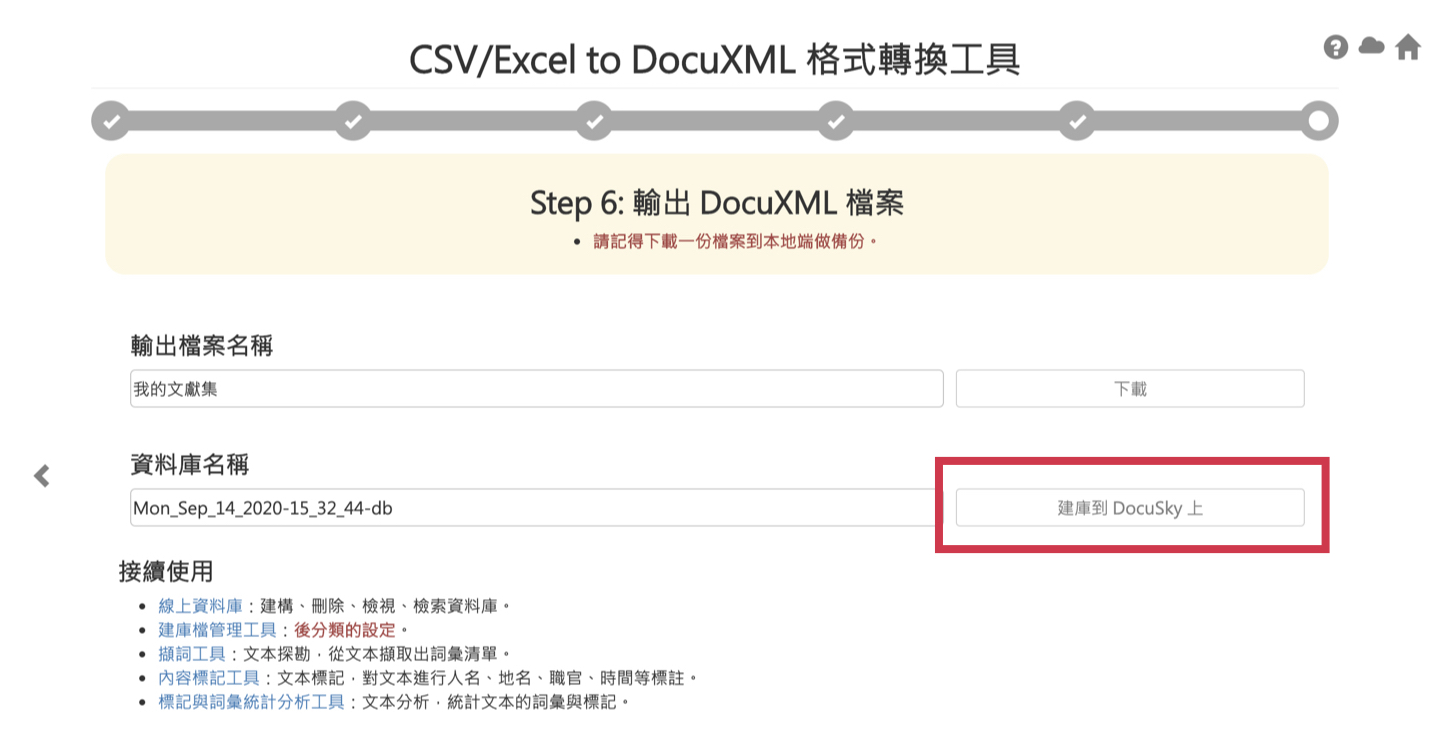 CSV/Excel to DocuXML 格式轉換工具
Step 6: 輸出 DocuXML 檔案
• 請記得下載一份檔案到本地端做備份。
輸出檔案名稱
我的文獻集
下載
資料庫名稱
Mon_Sep_14_2020-15_32_44-db
建庫到 DocuSky 上
接續使用
• 線上資料庫：建構、刪除、檢視、檢索資料庫。
• 建庫檔管理工具：後分類的設定。
• 擷詞工具：文本探勘，從文本擷取出詞彙清單。
• 內容標記工具：文本標記，對文本進行人名、地名、職官、時間等標註。
• 標記與詞彙統計分析工具：文本分析，統計文本的詞彙與標記。